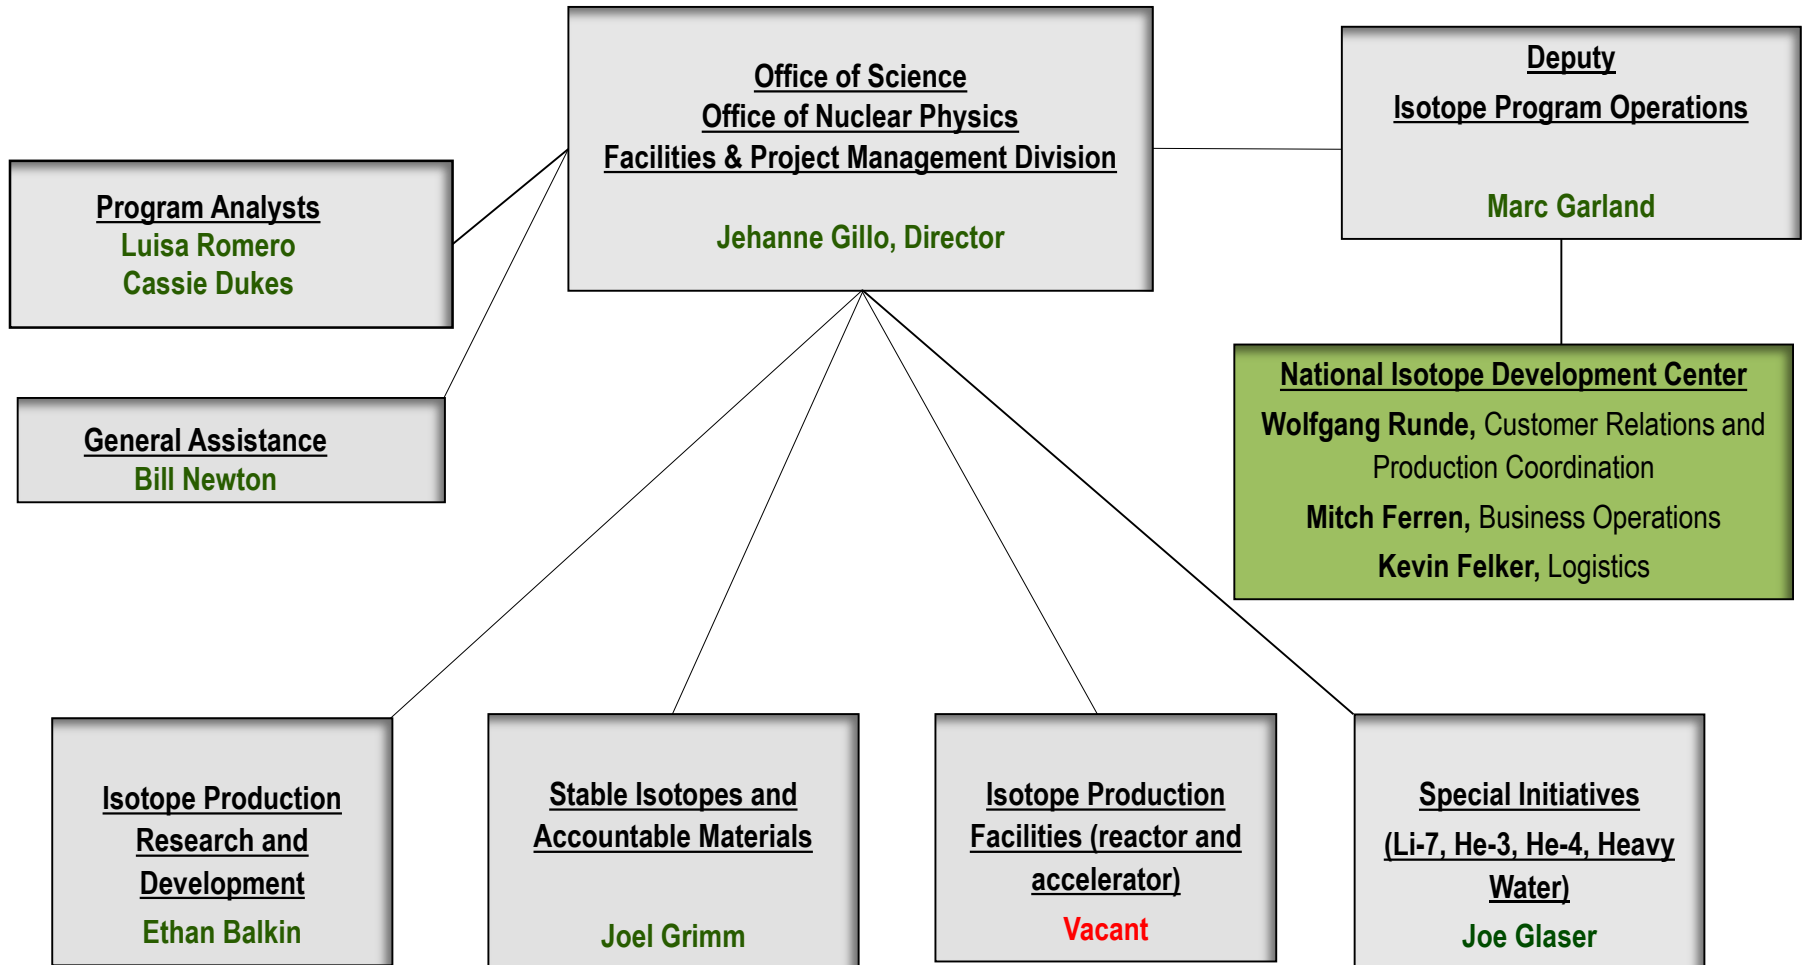 Office of Science
Office of Nuclear Physics
Facilities & Project Management Division
Jehanne Gillo, Director
Deputy
Isotope Program Operations
Marc Garland
Program Analysts
Luisa Romero
Cassie Dukes
General Assistance
Bill Newton
National Isotope Development Center
Wolfgang Runde, Customer Relations and
Production Coordination
Mitch Ferren, Business Operations
Kevin Felker, Logistics
Isotope Production
Research and
Development
Ethan Balkin
Stable Isotopes and
Accountable Materials
Joel Grimm
Isotope Production
Facilities (reactor and
accelerator)
Vacant
Special Initiatives
(Li-7, He-3, He-4, Heavy
Water)
Joe Glaser